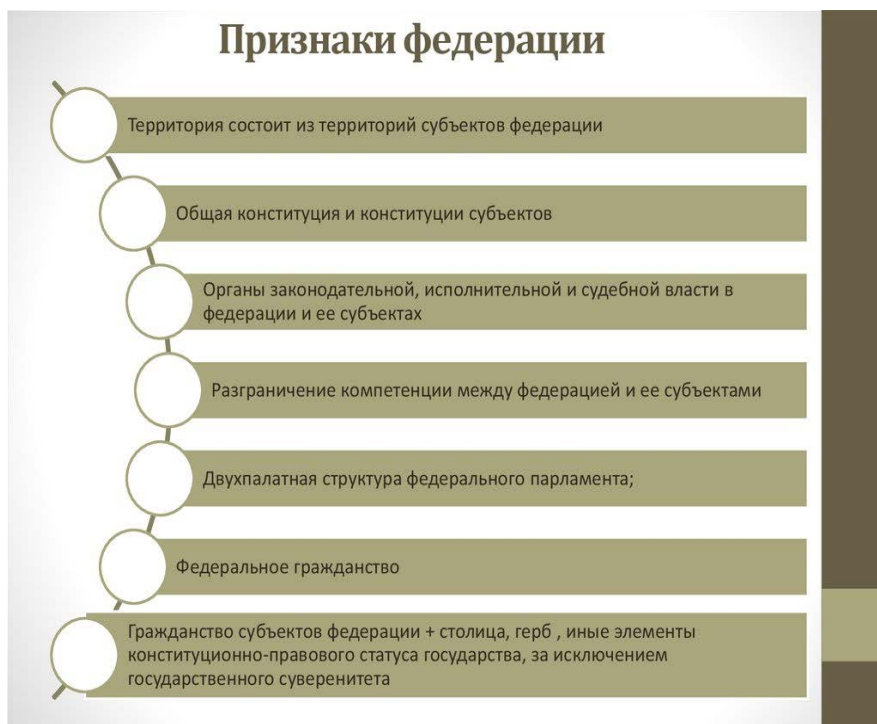 Признаки федерации
Территория состоит из территорий субъектов федерации
Общая конституция и конституции субъектов
Органы законодательной, исполнительной и судебной власти в
федерации и ее субъектах
Разграничение компетенции между федерацией и ее субъектами
Двухпалатная структура федерального парламента;
Федеральное гражданство
Гражданство субъектов федерации + столица, герб , иные элементы
конституционно-правового статуса государства, за исключением
государственного суверенитета